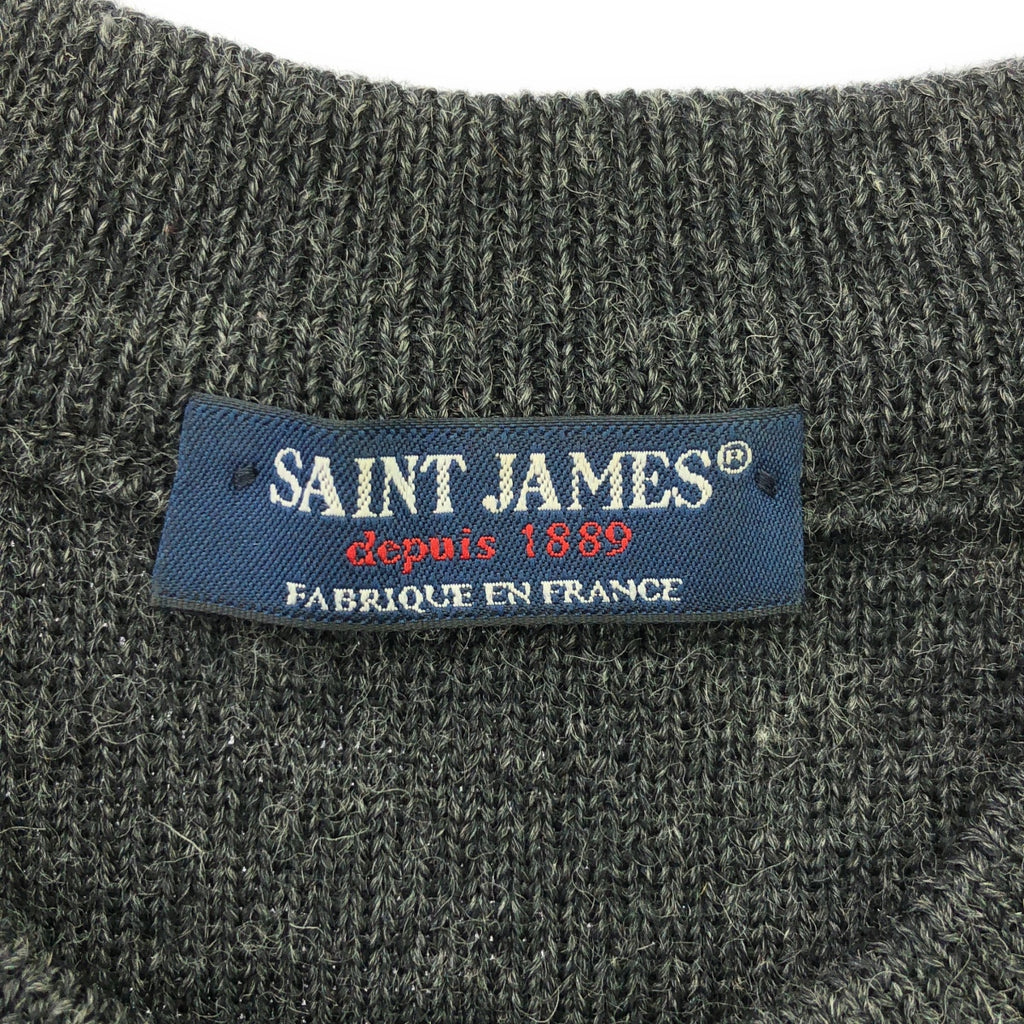 SAINT JAMES®
depuis 1889
FABRIQUE EN FRANCE